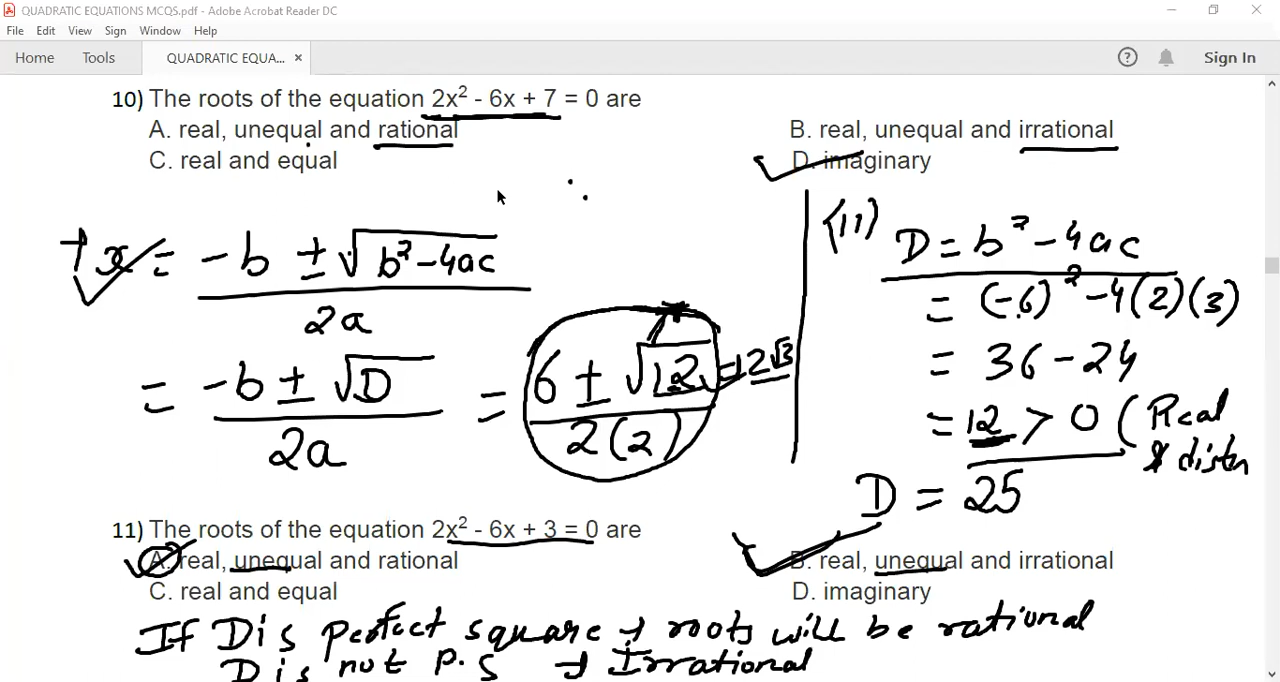 QUADRATIC EQUATIONS MCQS.pdf - Adobe Acrobat Reader DC
File Edit View Sign Window Help
Home Tools QUADRATIC EQUA... × ? Sign In
10) The roots of the equation 2x² - 6x + 7 = 0 are
A. real, unequal and rational B. real, unequal and irrational
C. real and equal D. imaginary
x = -b ± √(b²-4ac) / 2a
= -b ± √D / 2a = 6 ± √12 / 2(2) = 2√3
(11) D = b² - 4ac
= (-6)² - 4(2)(3)
= 36 - 24
= 12 > 0 (Real
& distn
D = 25
11) The roots of the equation 2x² - 6x + 3 = 0 are
A. real, unequal and rational B. real, unequal and irrational
C. real and equal D. imaginary
If D is perfect square → roots will be rational
D is not P.S → Irrational